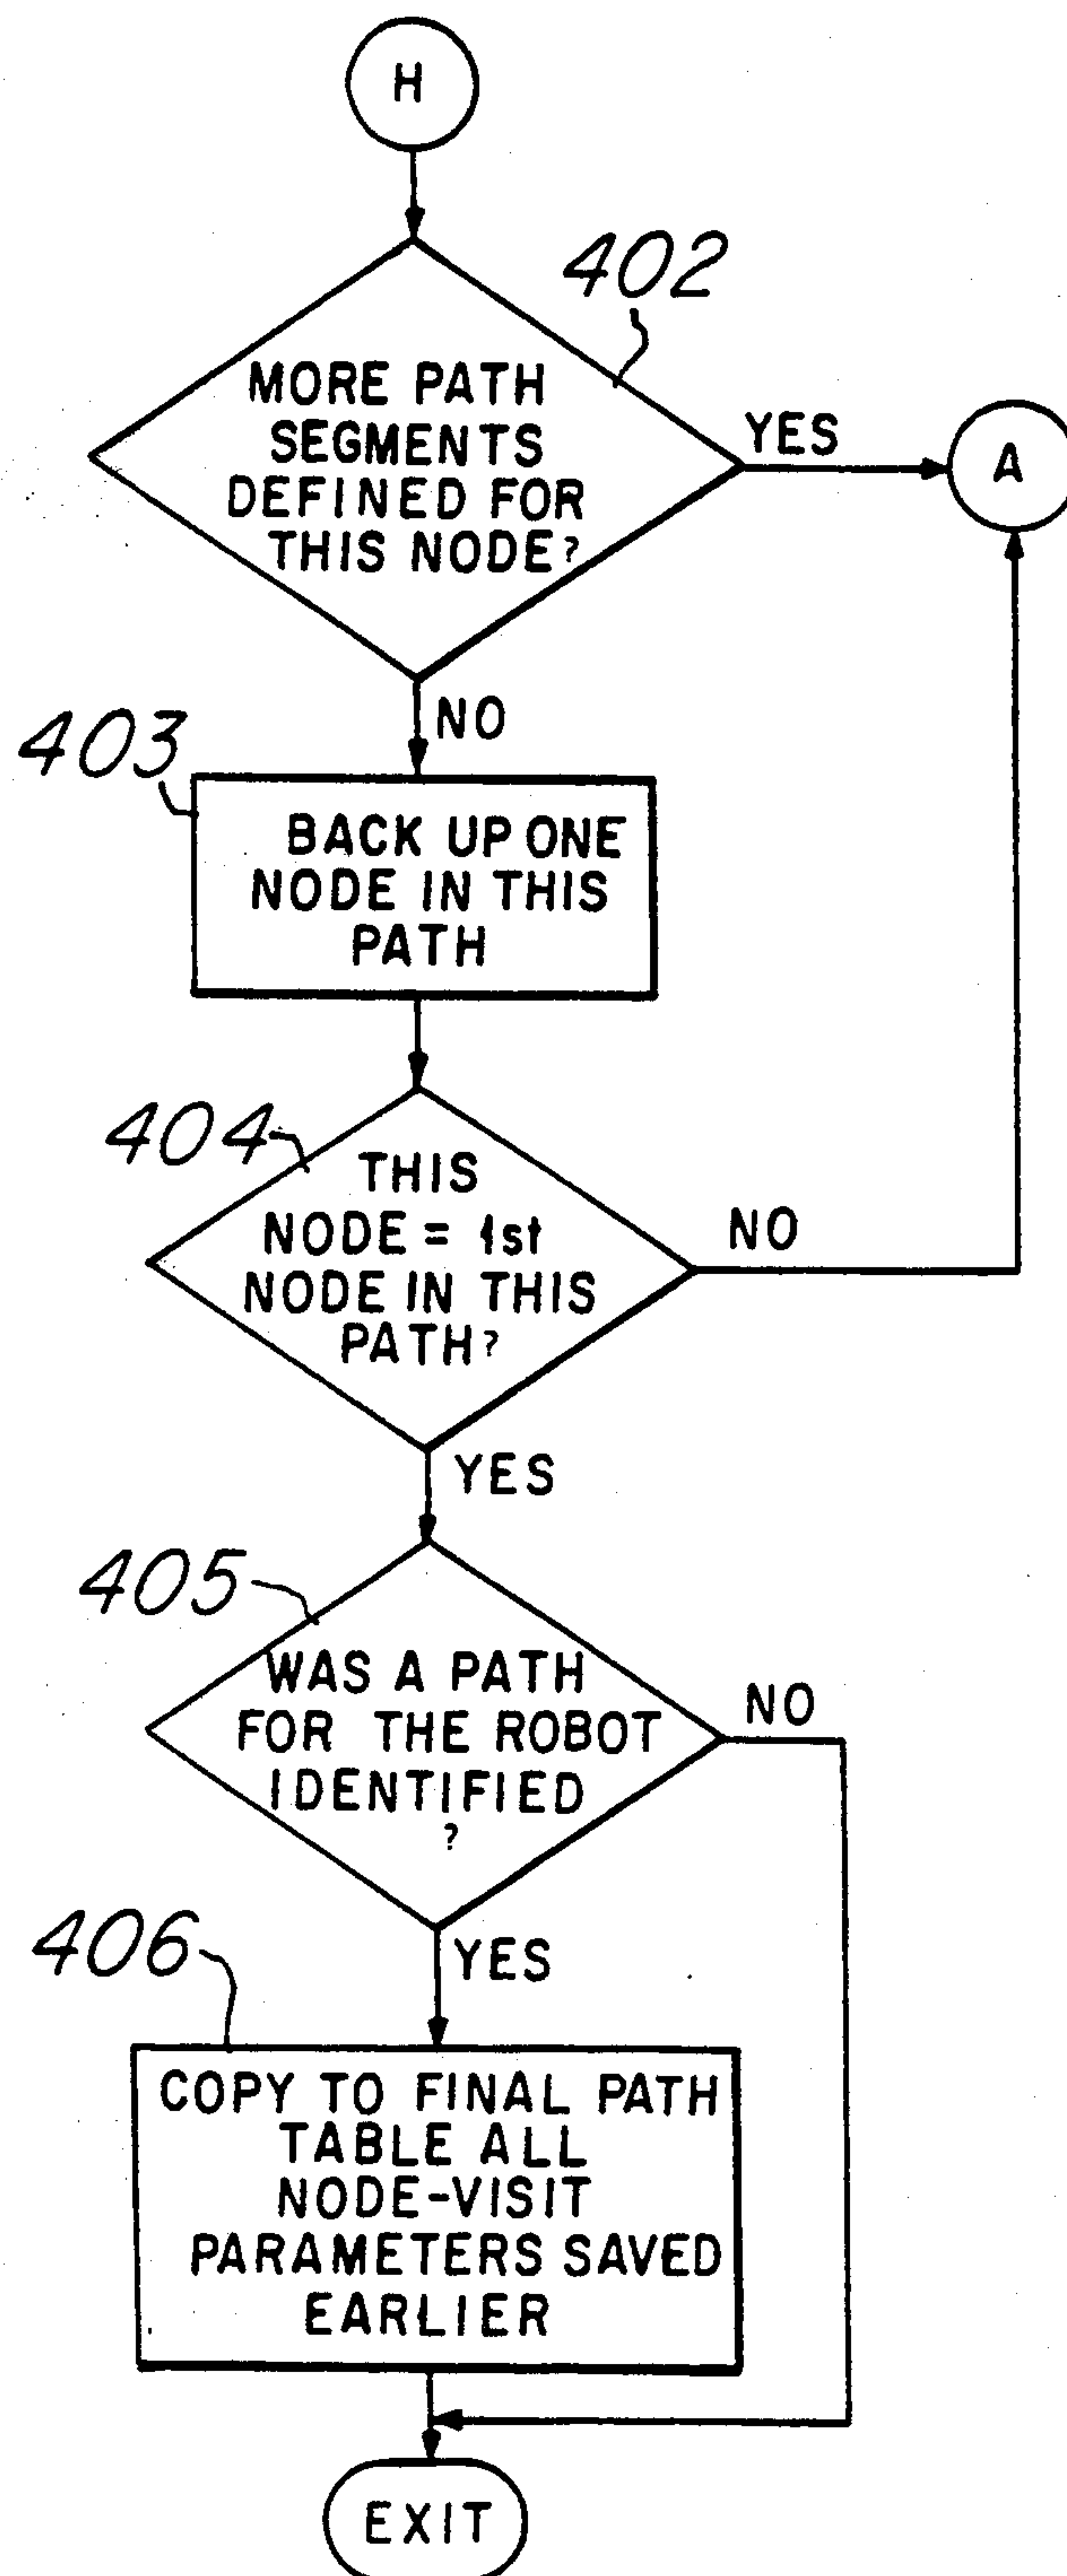 H
402
MORE PATH
SEGMENTS
DEFINED FOR
THIS NODE?
YES
A
NO
403
BACK UP ONE
NODE IN THIS
PATH
404
THIS
NODE = 1st
NODE IN THIS
PATH?
NO
YES
405
WAS A PATH
FOR THE ROBOT
IDENTIFIED
?
NO
YES
406
COPY TO FINAL PATH
TABLE ALL
NODE-VISIT
PARAMETERS SAVED
EARLIER
EXIT